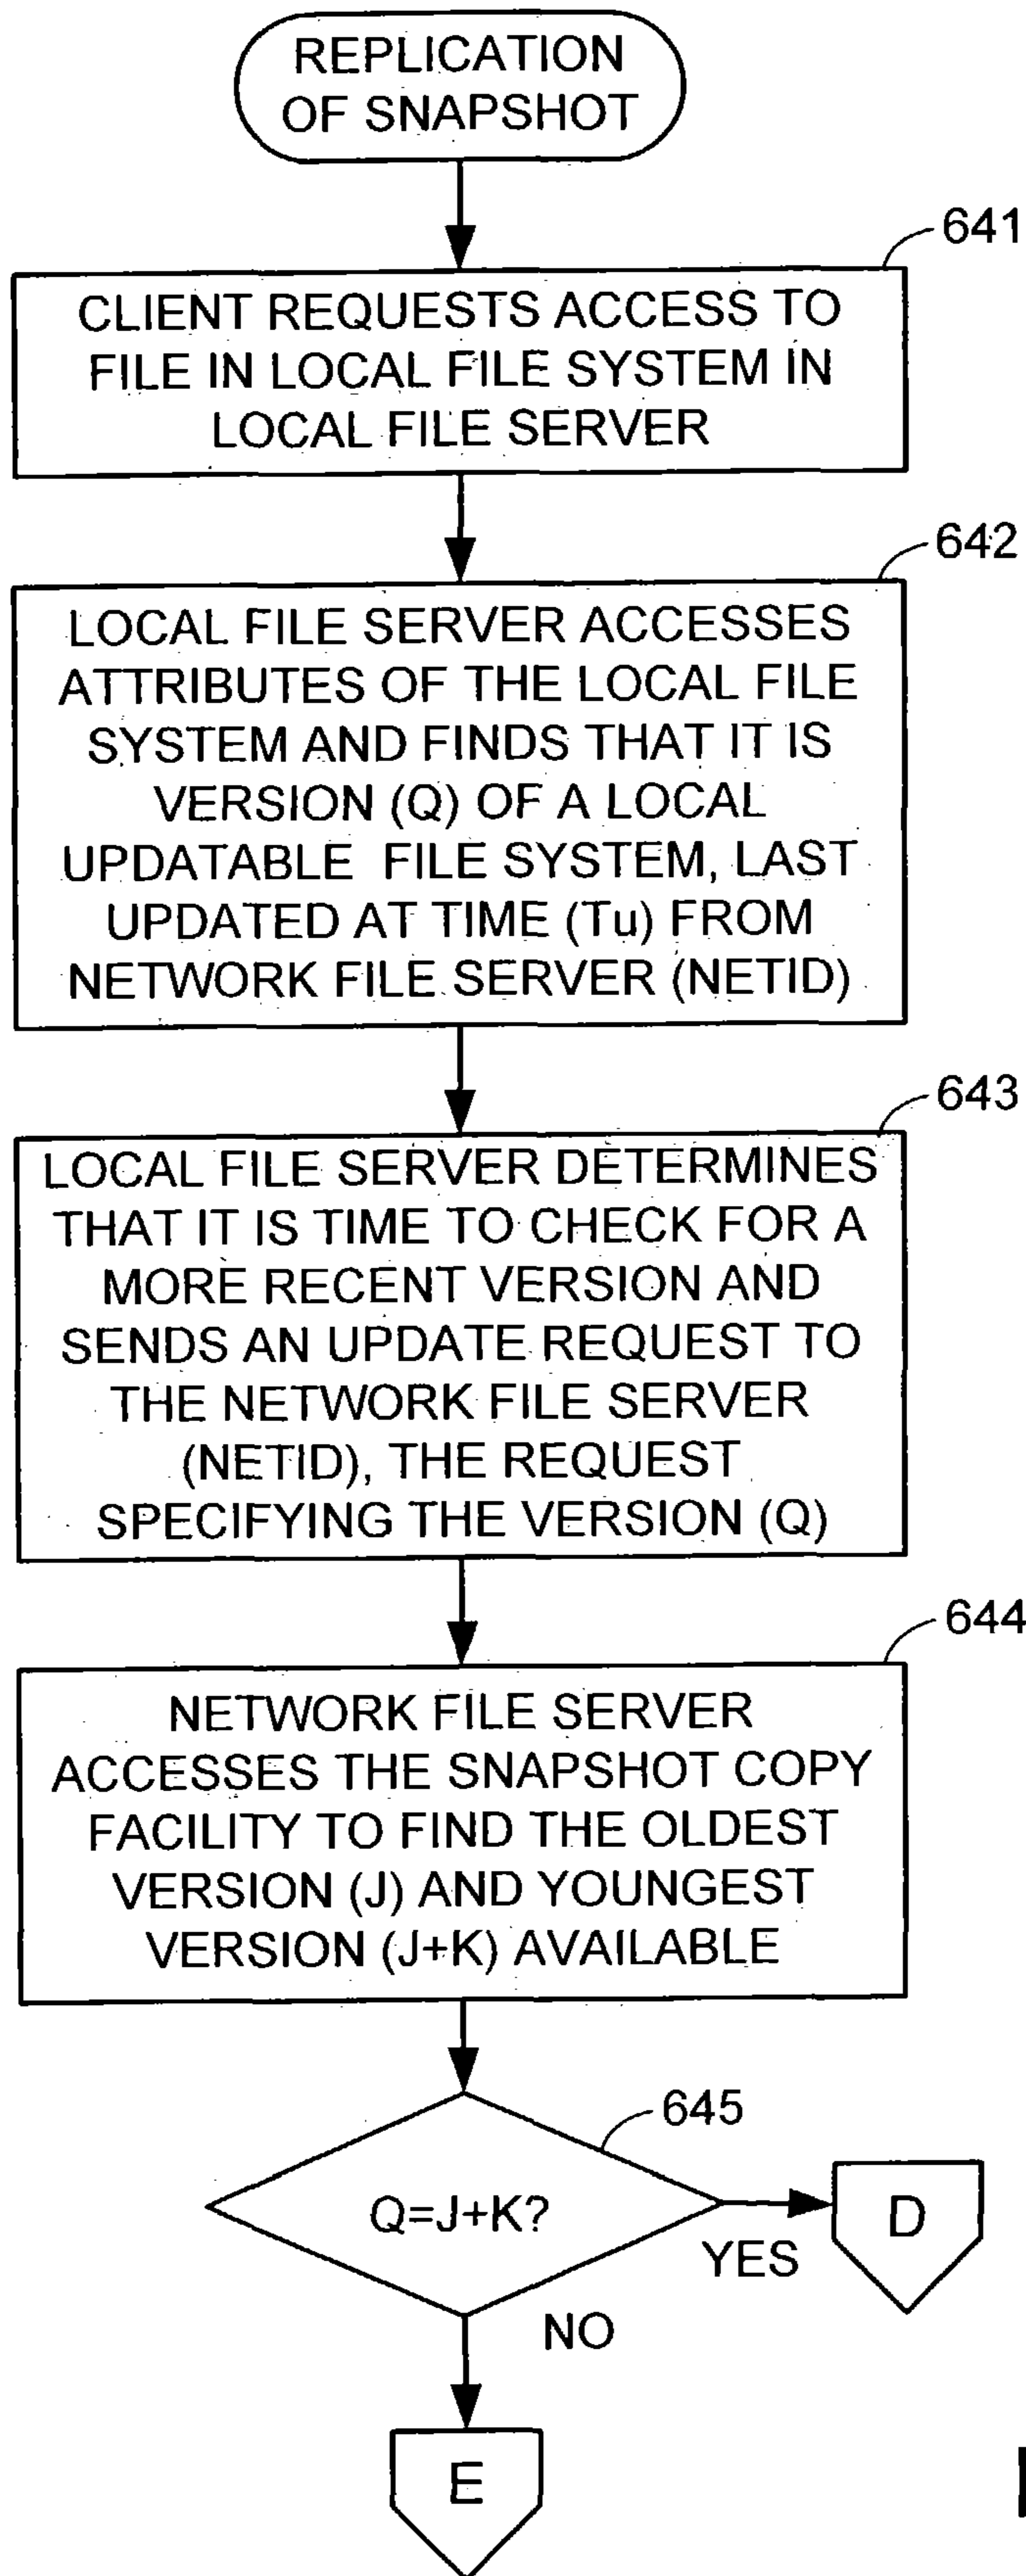 REPLICATION
OF SNAPSHOT
641
CLIENT REQUESTS ACCESS TO
FILE IN LOCAL FILE SYSTEM IN
LOCAL FILE SERVER
642
LOCAL FILE SERVER ACCESSES
ATTRIBUTES OF THE LOCAL FILE
SYSTEM AND FINDS THAT IT IS
VERSION (Q) OF A LOCAL
UPDATABLE FILE SYSTEM, LAST
UPDATED AT TIME (Tu) FROM
NETWORK FILE SERVER (NETID)
643
LOCAL FILE SERVER DETERMINES
THAT IT IS TIME TO CHECK FOR A
MORE RECENT VERSION AND
SENDS AN UPDATE REQUEST TO
THE NETWORK FILE SERVER
(NETID), THE REQUEST
SPECIFYING THE VERSION (Q)
644
NETWORK FILE SERVER
ACCESSES THE SNAPSHOT COPY
FACILITY TO FIND THE OLDEST
VERSION (J) AND YOUNGEST
VERSION (J+K) AVAILABLE
645
Q=J+K?
YES
D
NO
E